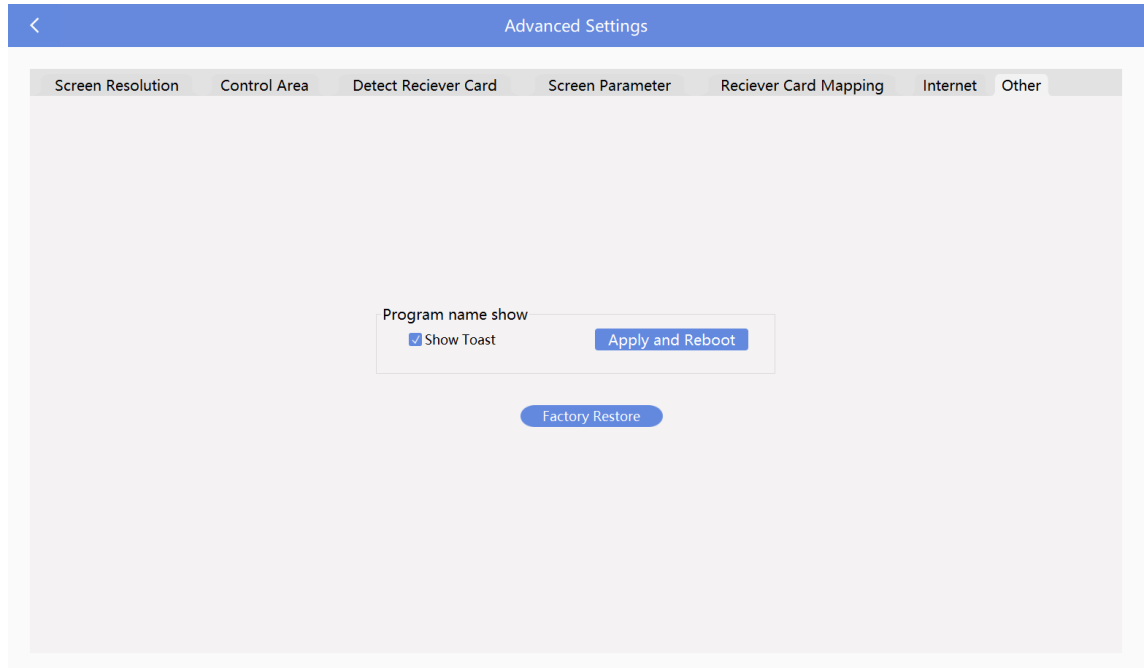 Advanced Settings
Screen Resolution Control Area Detect Reciever Card Screen Parameter Reciever Card Mapping Internet Other
Program name show
Show Toast Apply and Reboot
Factory Restore